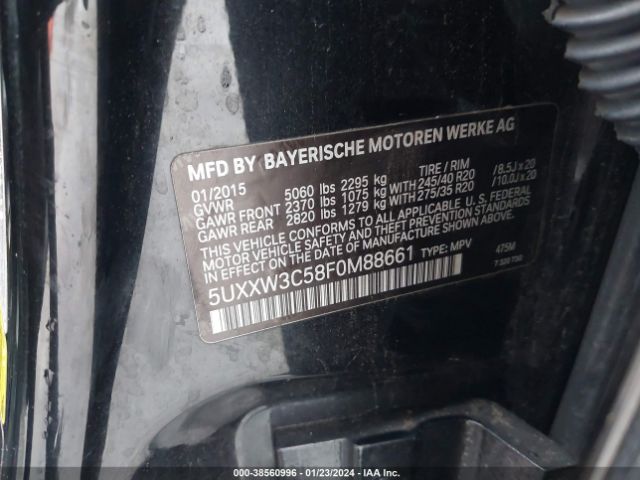 MFD BY BAYERISCHE MOTOREN WERKE AG
01/2015 TIRE / RIM
GVWR 5060 lbs 2295 kg
GAWR FRONT 2370 lbs 1075 kg WITH 245/40 R20 /8.5J x 20
GAWR REAR 2820 lbs 1279 kg WITH 275/35 R20 /10.0J x 20
THIS VEHICLE CONFORMS TO ALL APPLICABLE U. S. FEDERAL
MOTOR VEHICLE SAFETY AND THEFT PREVENTION STANDARDS
IN EFFECT ON THE DATE OF MANUFACTURE SHOWN ABOVE.
5UXXW3C58F0M88661 TYPE: MPV 475M
000-38560996 - 01/23/2024 - IAA Inc.